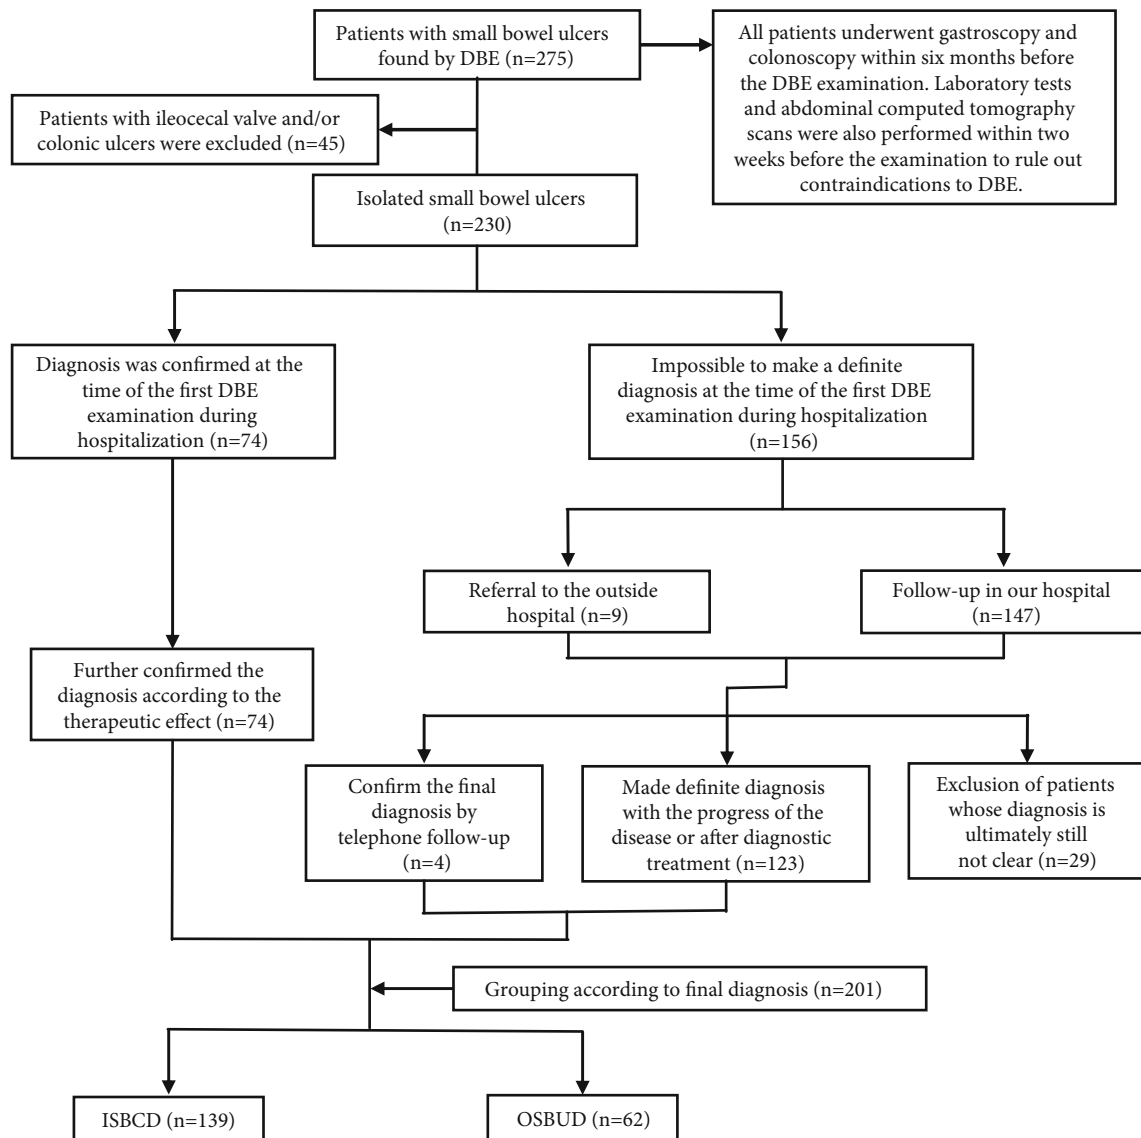 Patients with small bowel ulcers
found by DBE (n=275)
All patients underwent gastroscopy and
colonoscopy within six months before
the DBE examination. Laboratory tests
and abdominal computed tomography
scans were also performed within two
weeks before the examination to rule out
contraindications to DBE.
Patients with ileocecal valve and/or
colonic ulcers were excluded (n=45)
Isolated small bowel ulcers
(n=230)
Diagnosis was confirmed at the
time of the first DBE
examination during
hospitalization (n=74)
Impossible to make a definite
diagnosis at the time of the first DBE
examination during hospitalization
(n=156)
Referral to the outside
hospital (n=9)
Follow-up in our hospital
(n=147)
Further confirmed the
diagnosis according to the
therapeutic effect (n=74)
Confirm the final
diagnosis by
telephone follow-up
(n=4)
Made definite diagnosis
with the progress of the
disease or after diagnostic
treatment (n=123)
Exclusion of patients
whose diagnosis is
ultimately still
not clear (n=29)
Grouping according to final diagnosis (n=201)
ISBCD (n=139)
OSBUD (n=62)